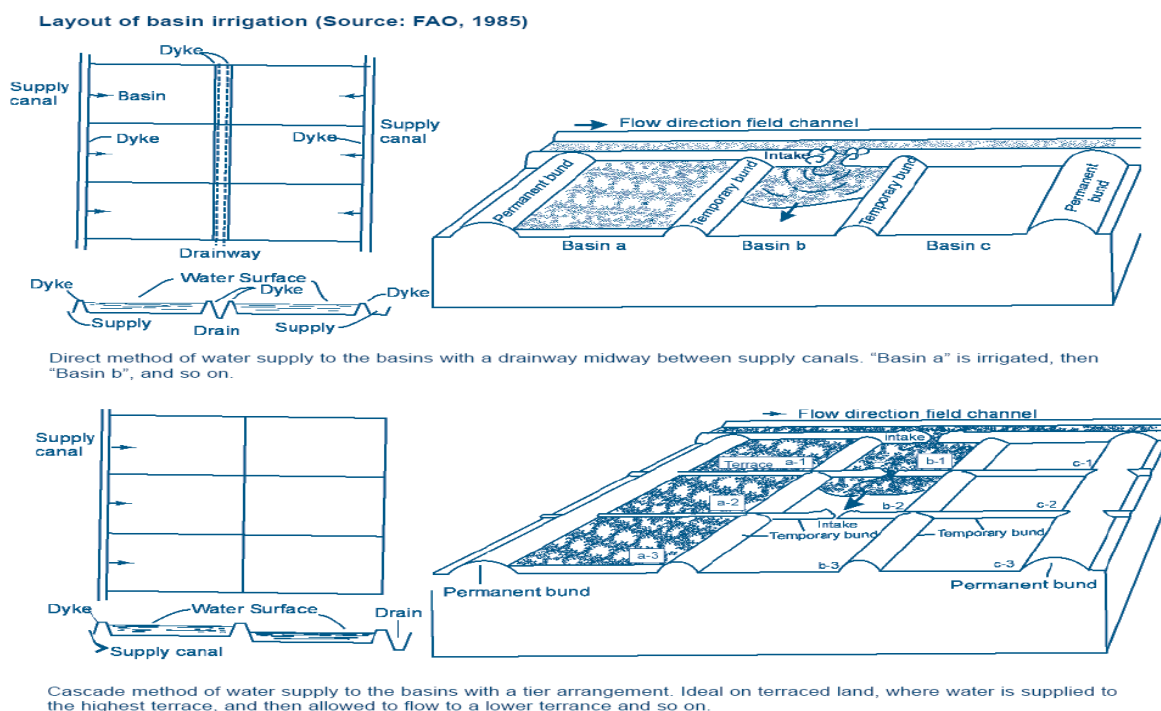 Layout of basin irrigation (Source: FAO, 1985)
Dyke
Supply
canal
Basin
Dyke
Dyke
Supply
canal
Drainway
Dyke
Water Surface
Dyke
Dyke
Supply
Drain
Supply
Flow direction field channel
Intake
Permanent bund
Temporary bund
Temporary bund
Permanent
bund
Basin a
Basin b
Basin c
Direct method of water supply to the basins with a drainway midway between supply canals. “Basin a” is irrigated, then
“Basin b”, and so on.
Supply
canal
Dyke
Water Surface
Drain
Supply canal
Flow direction field channel
intake
Terrace a-1
b-1
c-1
a-2
b-2
c-2
Intake
Temporary bund
Temporary bund
a-3
b-3
c-3
Permanent bund
Permanent bund
Cascade method of water supply to the basins with a tier arrangement. Ideal on terraced land, where water is supplied to
the highest terrace, and then allowed to flow to a lower terrance and so on.